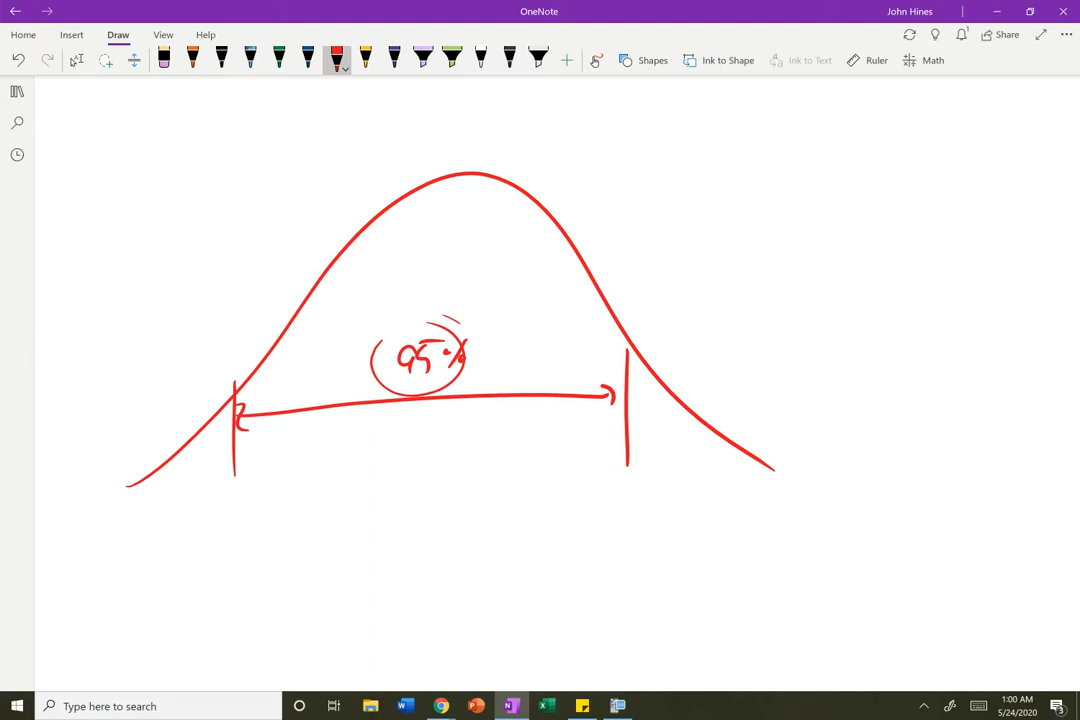 OneNote
John Hines
Home Insert Draw View Help
Share
Shapes Ink to Shape Ink to Text Ruler Math
95%
Type here to search
1:00 AM
5/24/2020
3